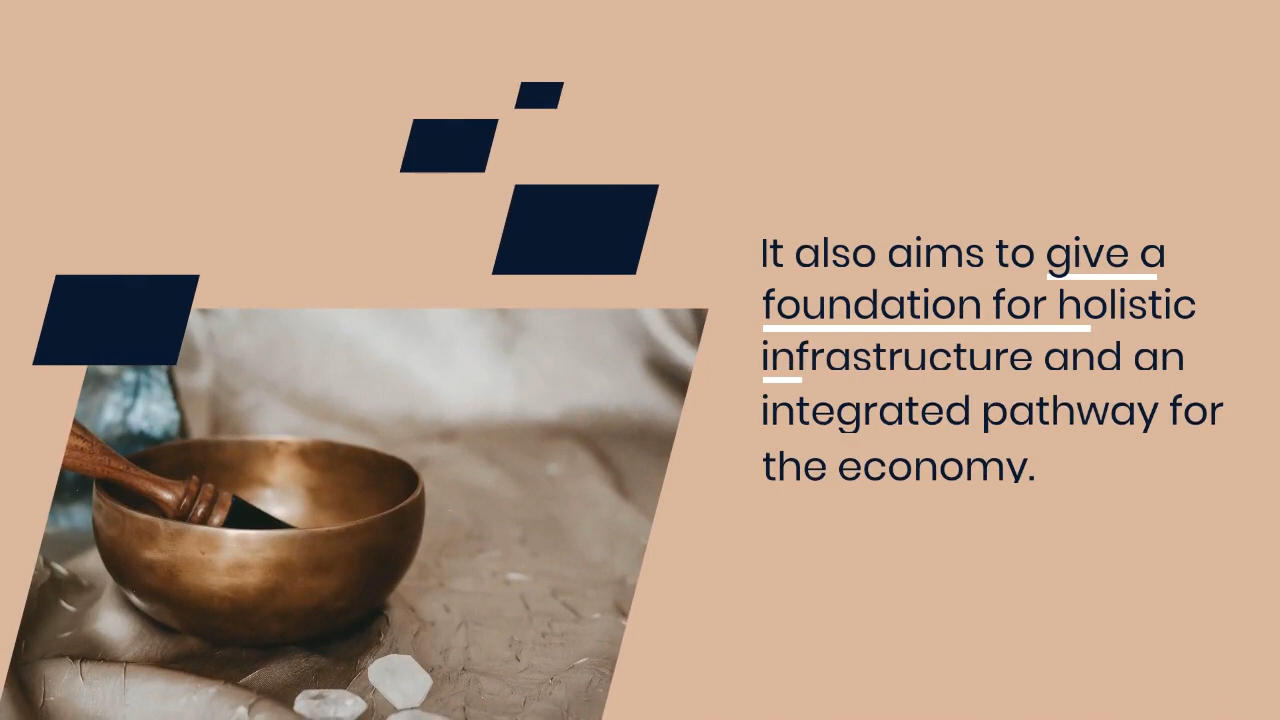 It also aims to give a
foundation for holistic
infrastructure and an
integrated pathway for
the economy.